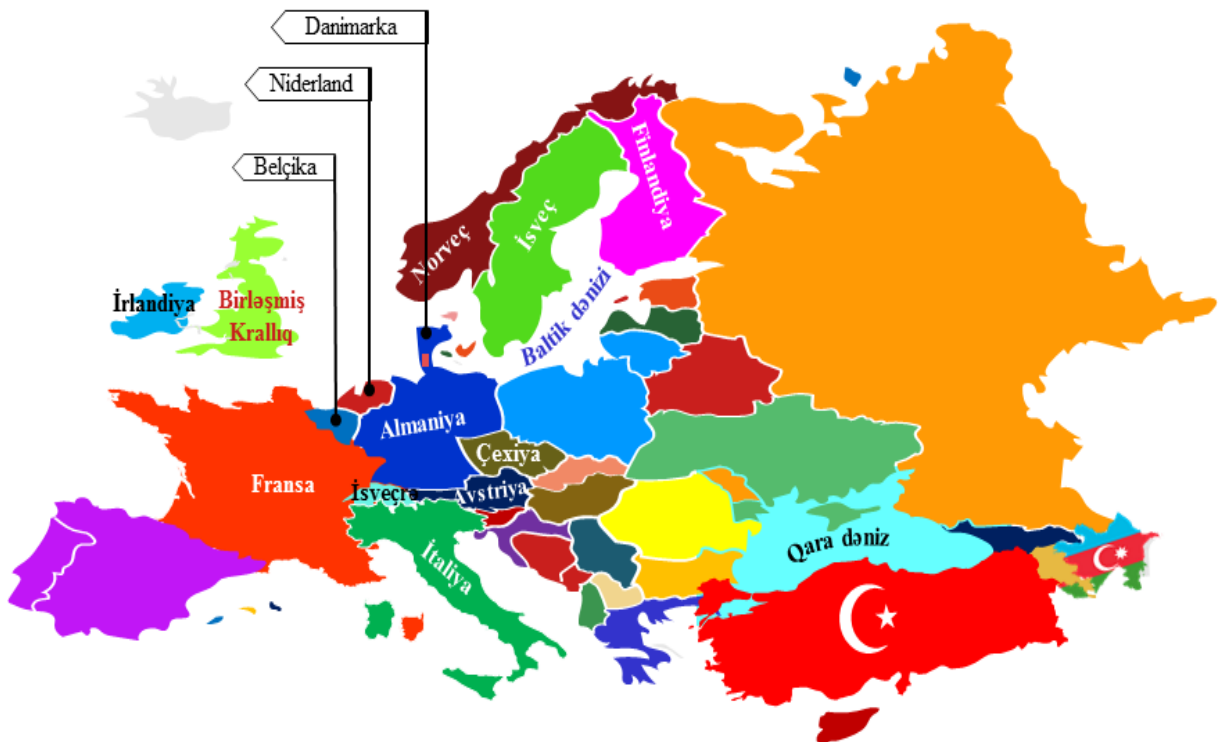 Danimarka
Niderland
Belçika
Finlandiya
İsveç
Norveç
İrlandiya
Birləşmiş
Krallıq
Baltik dənizi
Almaniya
Çexiya
Fransa
İsveçrə
Avstriya
Qara dəniz
İtaliya